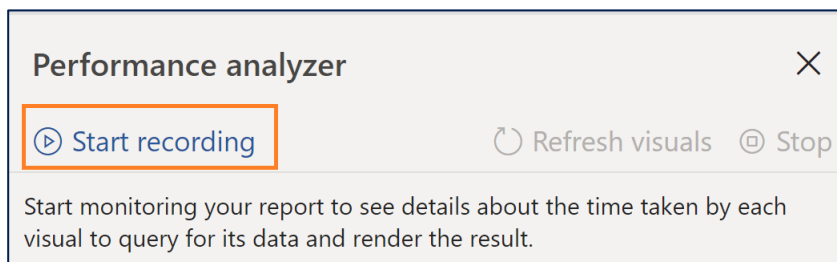 Performance analyzer
Start recording Refresh visuals Stop
Start monitoring your report to see details about the time taken by each
visual to query for its data and render the result.